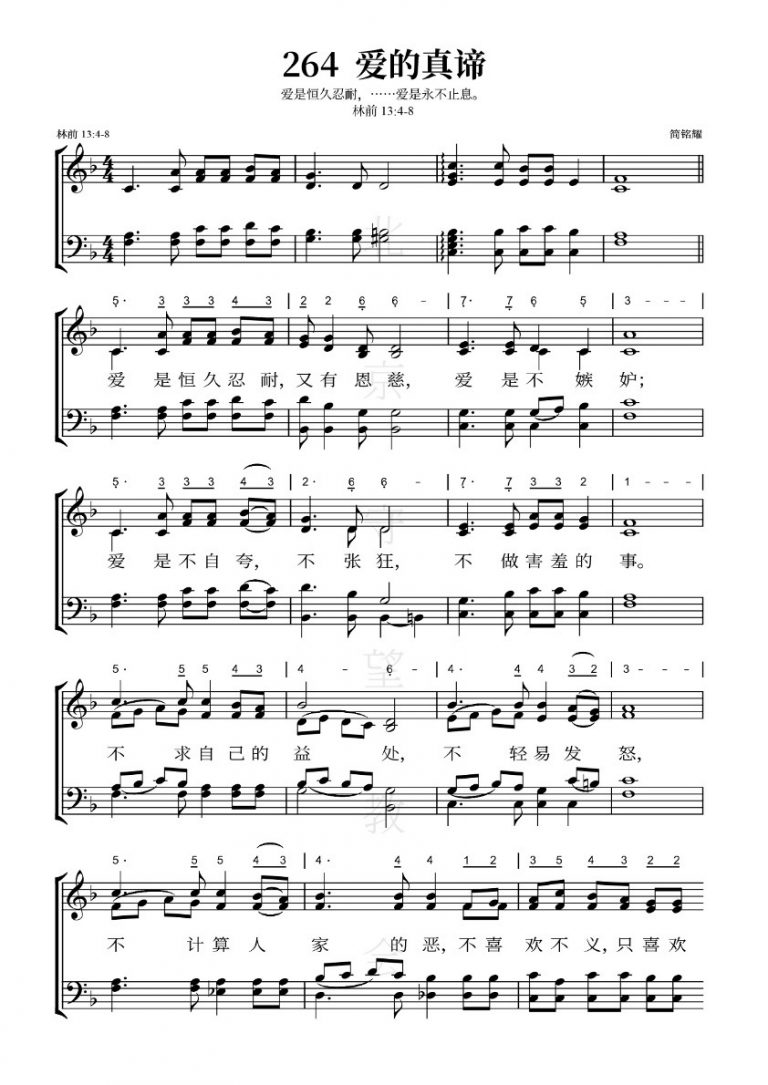 264 爱的真谛
爱是恒久忍耐，……爱是永不止息。
林前 13:4-8
林前 13:4-8 简铭耀
5· 3 3 3 4 3 | 2 2 6 6 - | 7· 7 6 5 | 3 - - - |
爱是恒久忍耐，又有恩慈，爱是不嫉妒；
5· 3 3 3 4 3 | 2· 6 6 - | 7· 7 3 3 2 | 1 - - - |
爱是不自夸，不张狂，不做害羞的事。
5· 5 5 4 3 | 4 - 6 - | 4· 4 4 3 2 | 3 - - - |
不求自己的益处，不轻易发怒，
5· 5 5 4 3 | 4· 4 4 1 2 | 3 5 4 3 2 2
不计算人家的恶，不喜欢不义，只喜欢
北京守望教会